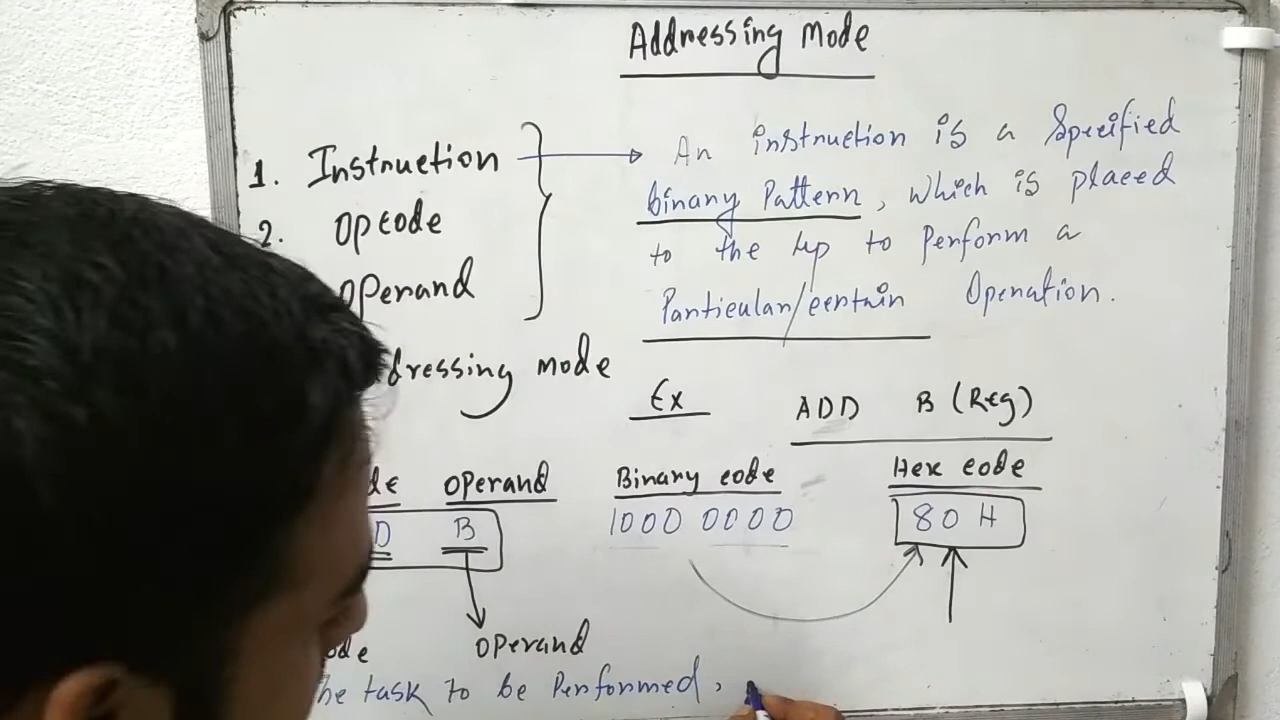 Addressing Mode
1. Instruction
An instruction is a Specified
binary Pattern, which is placed
2. Opcode
to the μp to Perform a
Operand
Particular/certain Operation.
dressing mode
Ex ADD B (Reg)
de Operand Binary code Hex code
D B 1000 0000 80 H
ode Operand
he task to be Performed,